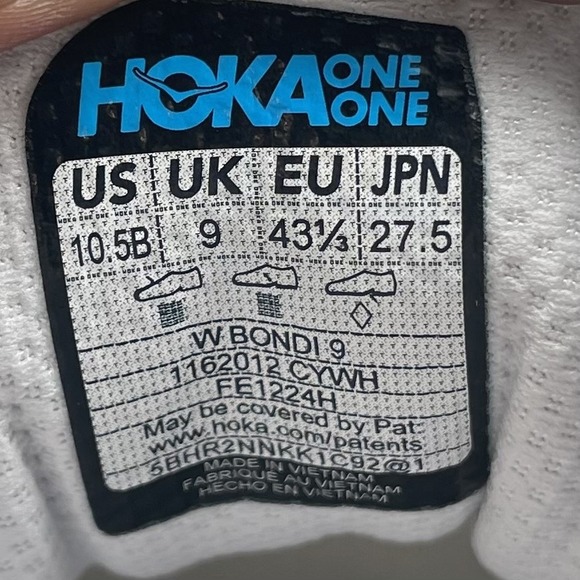 HOKA ONE ONE
US UK EU JPN
10.5B 9 43⅓ 27.5
W BONDI 9
1162012 CYWH
FE1224H
May be covered by Pat:
www.hoka.com/patents
5BHR2NNKK1C92@1
MADE IN VIETNAM
FABRIQUÉ AU VIETNAM
HECHO EN VIETNAM